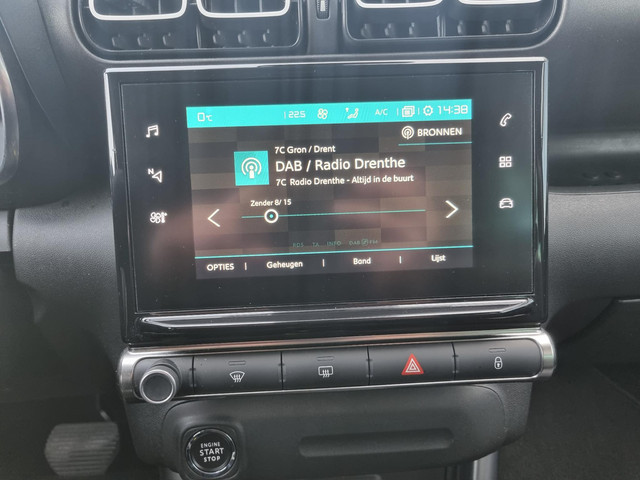 0°C 22.5 A/C 14:38
BRONNEN
7C Gron / Drent
DAB / Radio Drenthe
7C Radio Drenthe - Altijd in de buurt
N
Zender 8/ 15
OPTIES | Geheugen | Band | Lijst
ENGINE
START
STOP